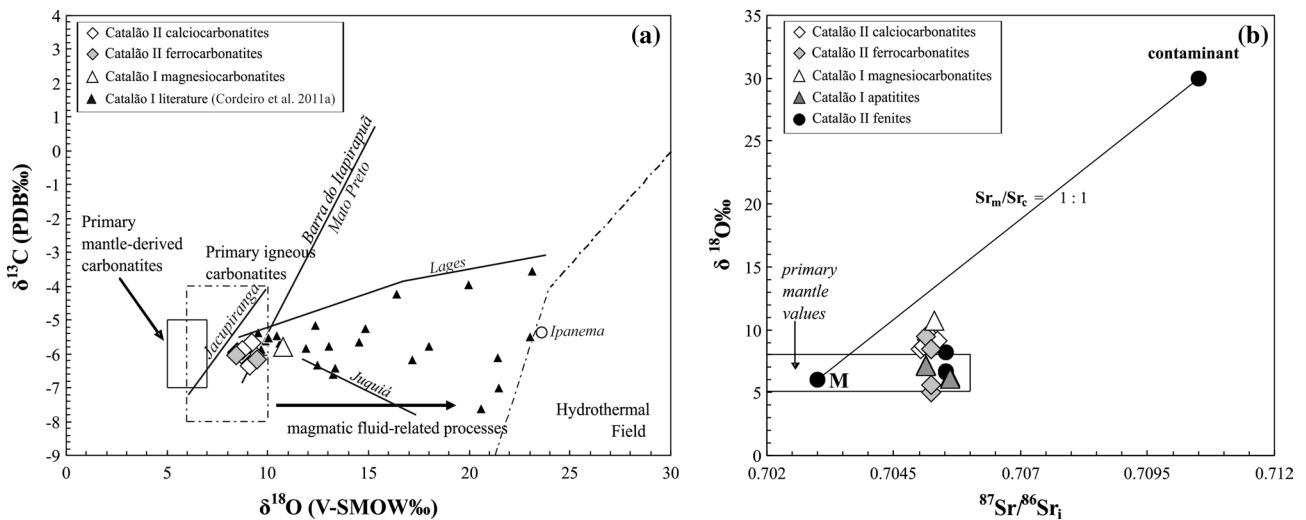 (a)
Catalão II calciocarbonatites
Catalão II ferrocarbonatites
Catalão I magnesiocarbonatites
Catalão I literature (Cordeiro et al. 2011a)
4
3
2
1
0
-1
-2
-3
-4
-5
-6
-7
-8
-9
δ13C (PDB‰)
Primary
mantle-derived
carbonatites
Primary igneous
carbonatites
Jacupiranga
Barra do Itapirapuã
Mato Preto
Lages
Juquiá
Ipanema
magmatic fluid-related processes
Hydrothermal
Field
0 5 10 15 20 25 30
δ18O (V-SMOW‰)
(b)
Catalão II calciocarbonatites
Catalão II ferrocarbonatites
Catalão I magnesiocarbonatites
Catalão I apatitites
Catalão II fenites
contaminant
35
30
25
20
15
10
5
0
δ 18O‰
Srm/Src = 1 : 1
primary
mantle
values
M
0.702 0.7045 0.707 0.7095 0.712
87Sr/86Sri